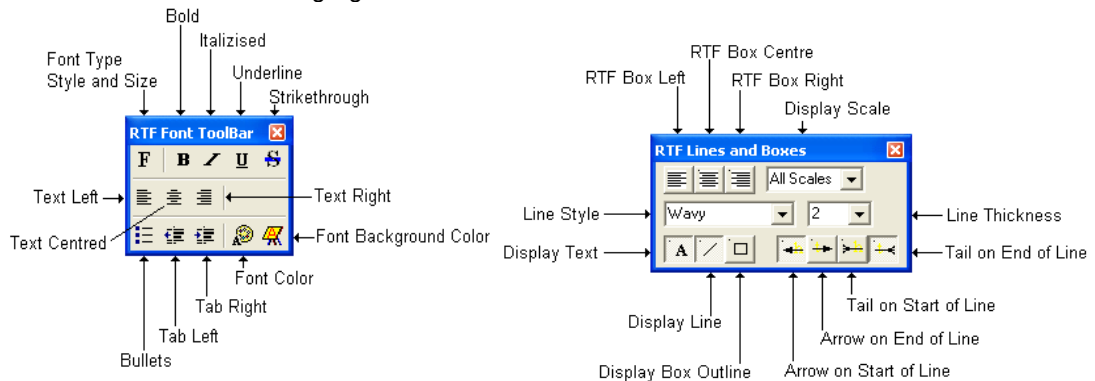 Bold
Italizised
Font Type
Style and Size
Underline
Strikethrough
RTF Font ToolBar
F B I U S
Text Left
Text Right
Text Centred
Font Background Color
Font Color
Tab Right
Tab Left
Bullets
RTF Box Centre
RTF Box Left
RTF Box Right
Display Scale
RTF Lines and Boxes
All Scales
Line Style
Wavy
2
Line Thickness
Display Text
A
Tail on End of Line
Tail on Start of Line
Display Line
Arrow on End of Line
Display Box Outline
Arrow on Start of Line